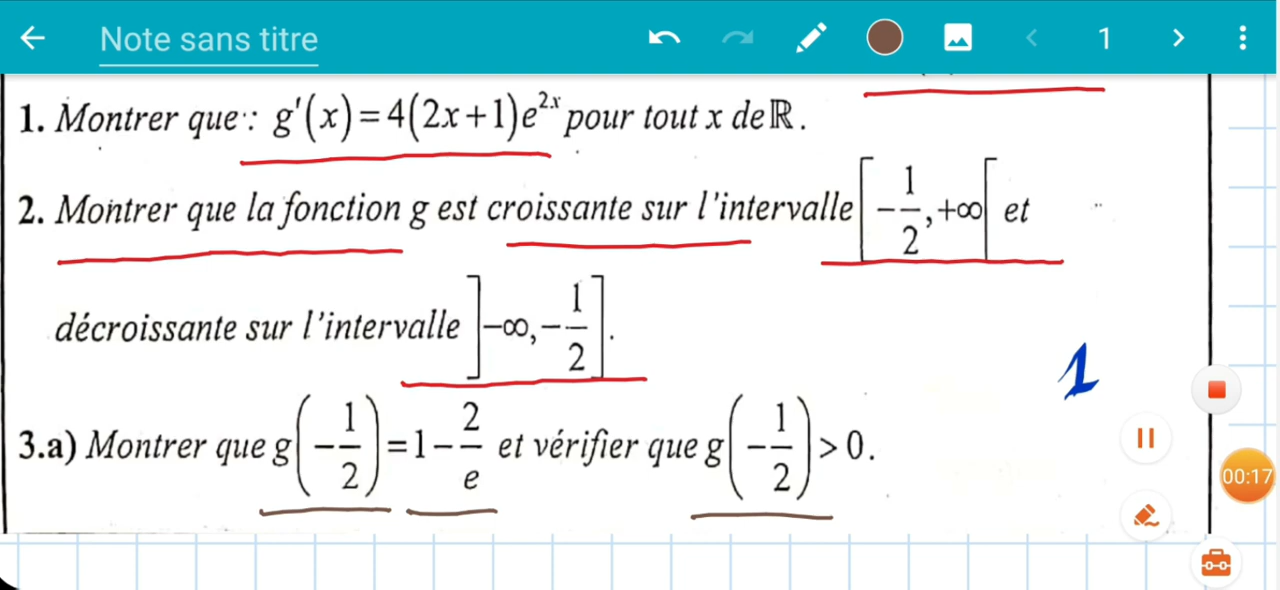 Note sans titre
1
1. Montrer que : g'(x)=4(2x+1)e^{2x} pour tout x de ℝ.
2. Montrer que la fonction g est croissante sur l'intervalle [-1/2, +∞[ et
décroissante sur l'intervalle ]-∞, -1/2].
1
3.a) Montrer que g(-1/2)=1-2/e et vérifier que g(-1/2)>0.
00:17